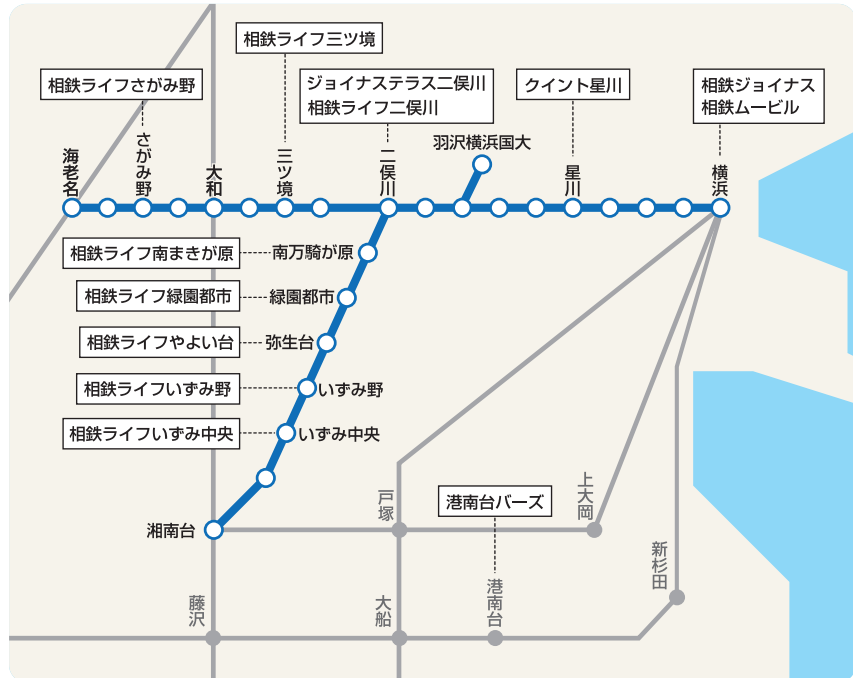 相鉄ライフ三ツ境
相鉄ライフさがみ野
ジョイナステラス二俣川
相鉄ライフ二俣川
クイント星川
相鉄ジョイナス
相鉄ムービル
羽沢横浜国大
海老名
さがみ野
大和
三ツ境
二俣川
星川
横浜
相鉄ライフ南まきが原
南万騎が原
相鉄ライフ緑園都市
緑園都市
相鉄ライフやよい台
弥生台
相鉄ライフいずみ野
いずみ野
相鉄ライフいずみ中央
いずみ中央
湘南台
戸塚
港南台バーズ
上大岡
新杉田
藤沢
大船
港南台